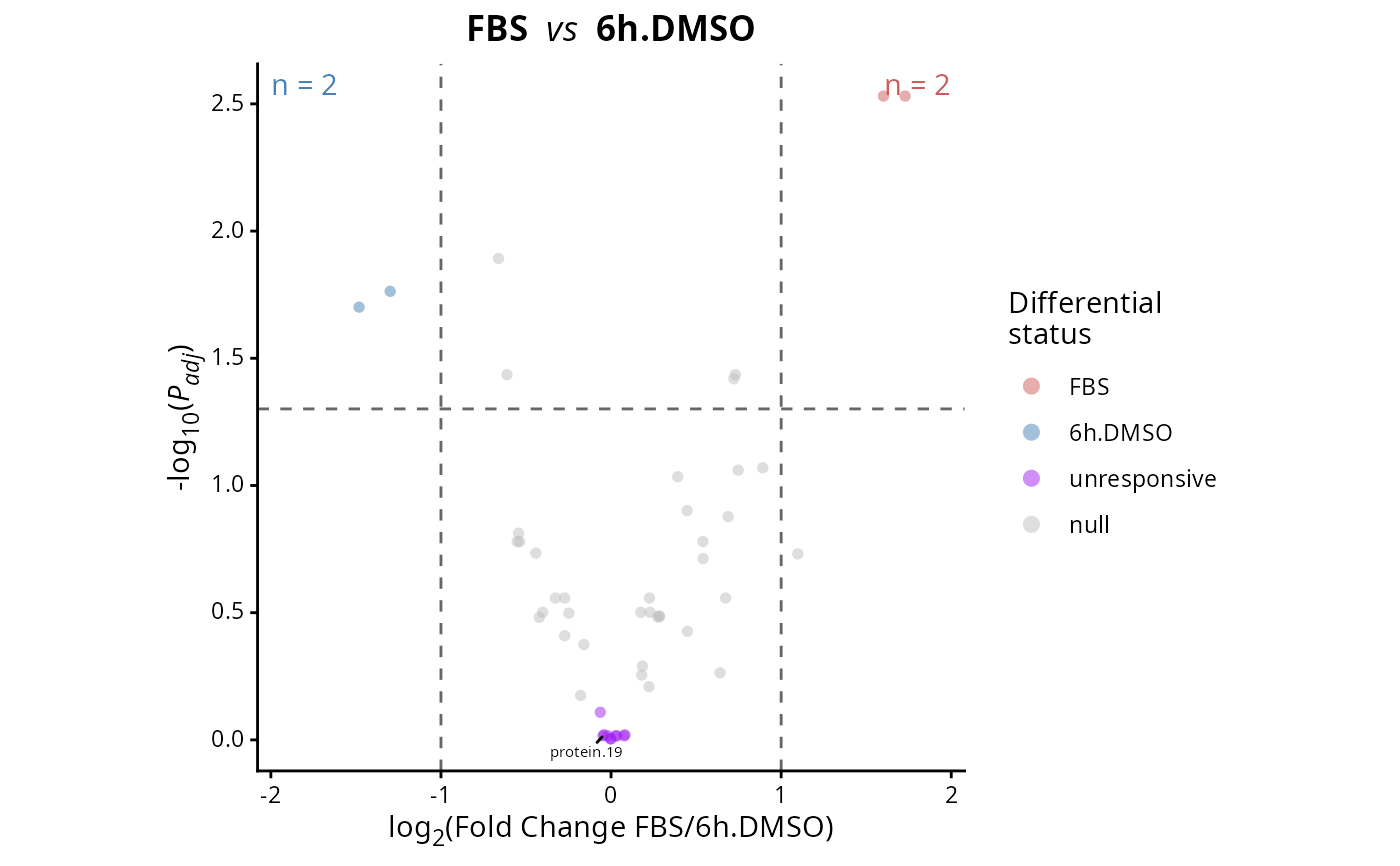 FBS vs 6h.DMSO
n = 2
n = 2
2.5
2.0
1.5
1.0
0.5
0.0
-log10(Padj)
protein.19
-2
-1
0
1
2
log2(Fold Change FBS/6h.DMSO)
Differential
status
FBS
6h.DMSO
unresponsive
null